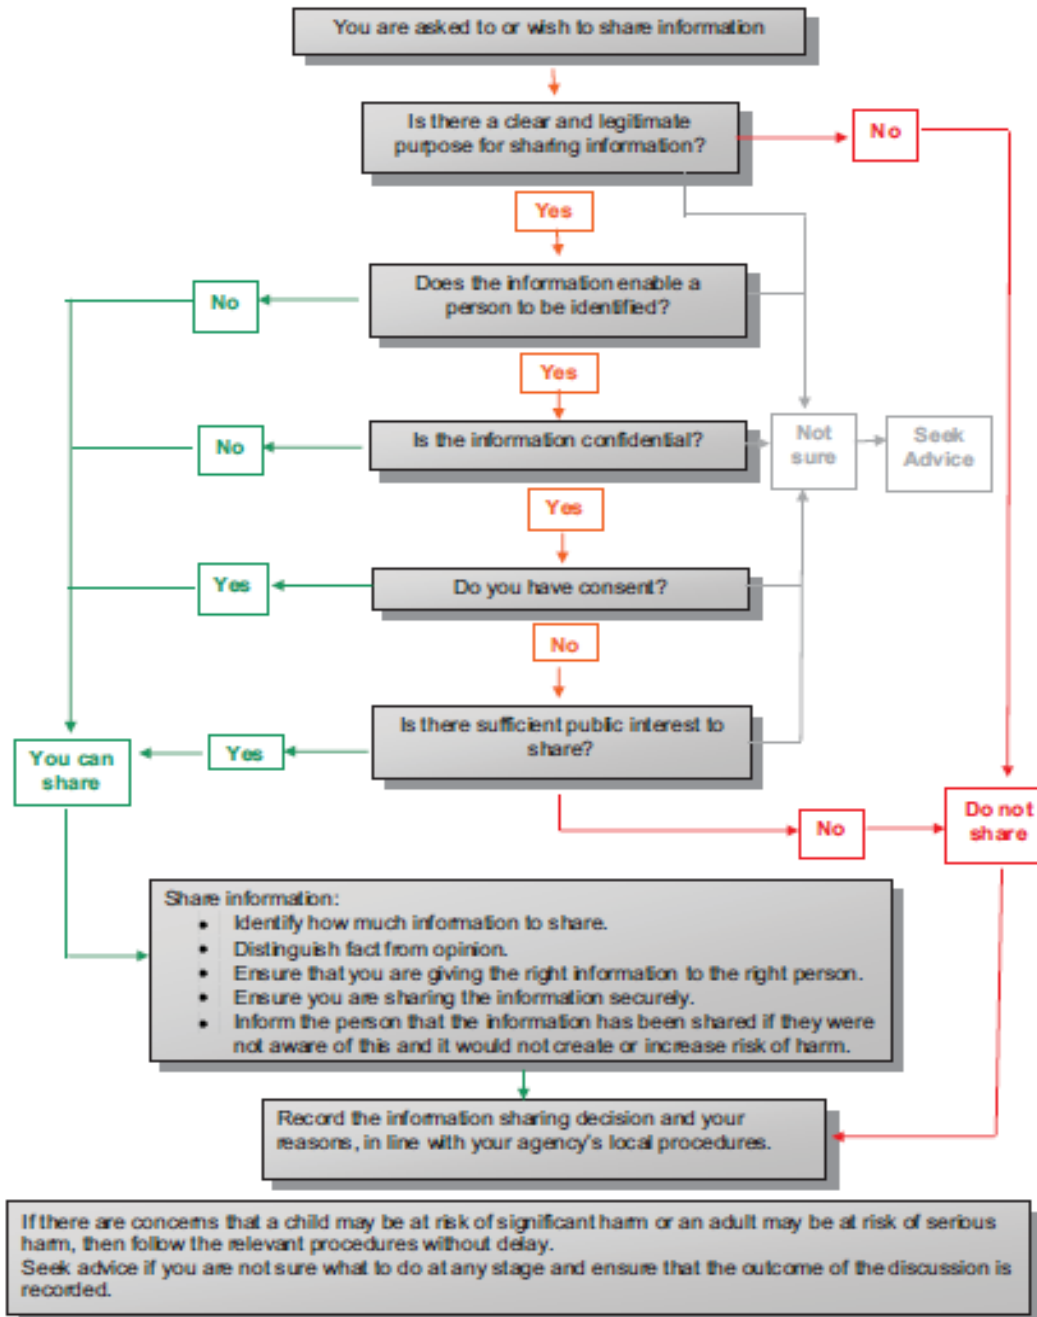 You are asked to or wish to share information
Is there a clear and legitimate
purpose for sharing information?
No
Yes
Does the information enable a
person to be identified?
No
Yes
Is the information confidential?
No
Not
sure
Seek
Advice
Yes
Do you have consent?
Yes
No
Is there sufficient public interest to
share?
Yes
You can
share
No
Do not
share
Share information:
• Identify how much information to share.
• Distinguish fact from opinion.
• Ensure that you are giving the right information to the right person.
• Ensure you are sharing the information securely.
• Inform the person that the information has been shared if they were
not aware of this and it would not create or increase risk of harm.
Record the information sharing decision and your
reasons, in line with your agency's local procedures.
If there are concerns that a child may be at risk of significant harm or an adult may be at risk of serious
harm, then follow the relevant procedures without delay.
Seek advice if you are not sure what to do at any stage and ensure that the outcome of the discussion is
recorded.